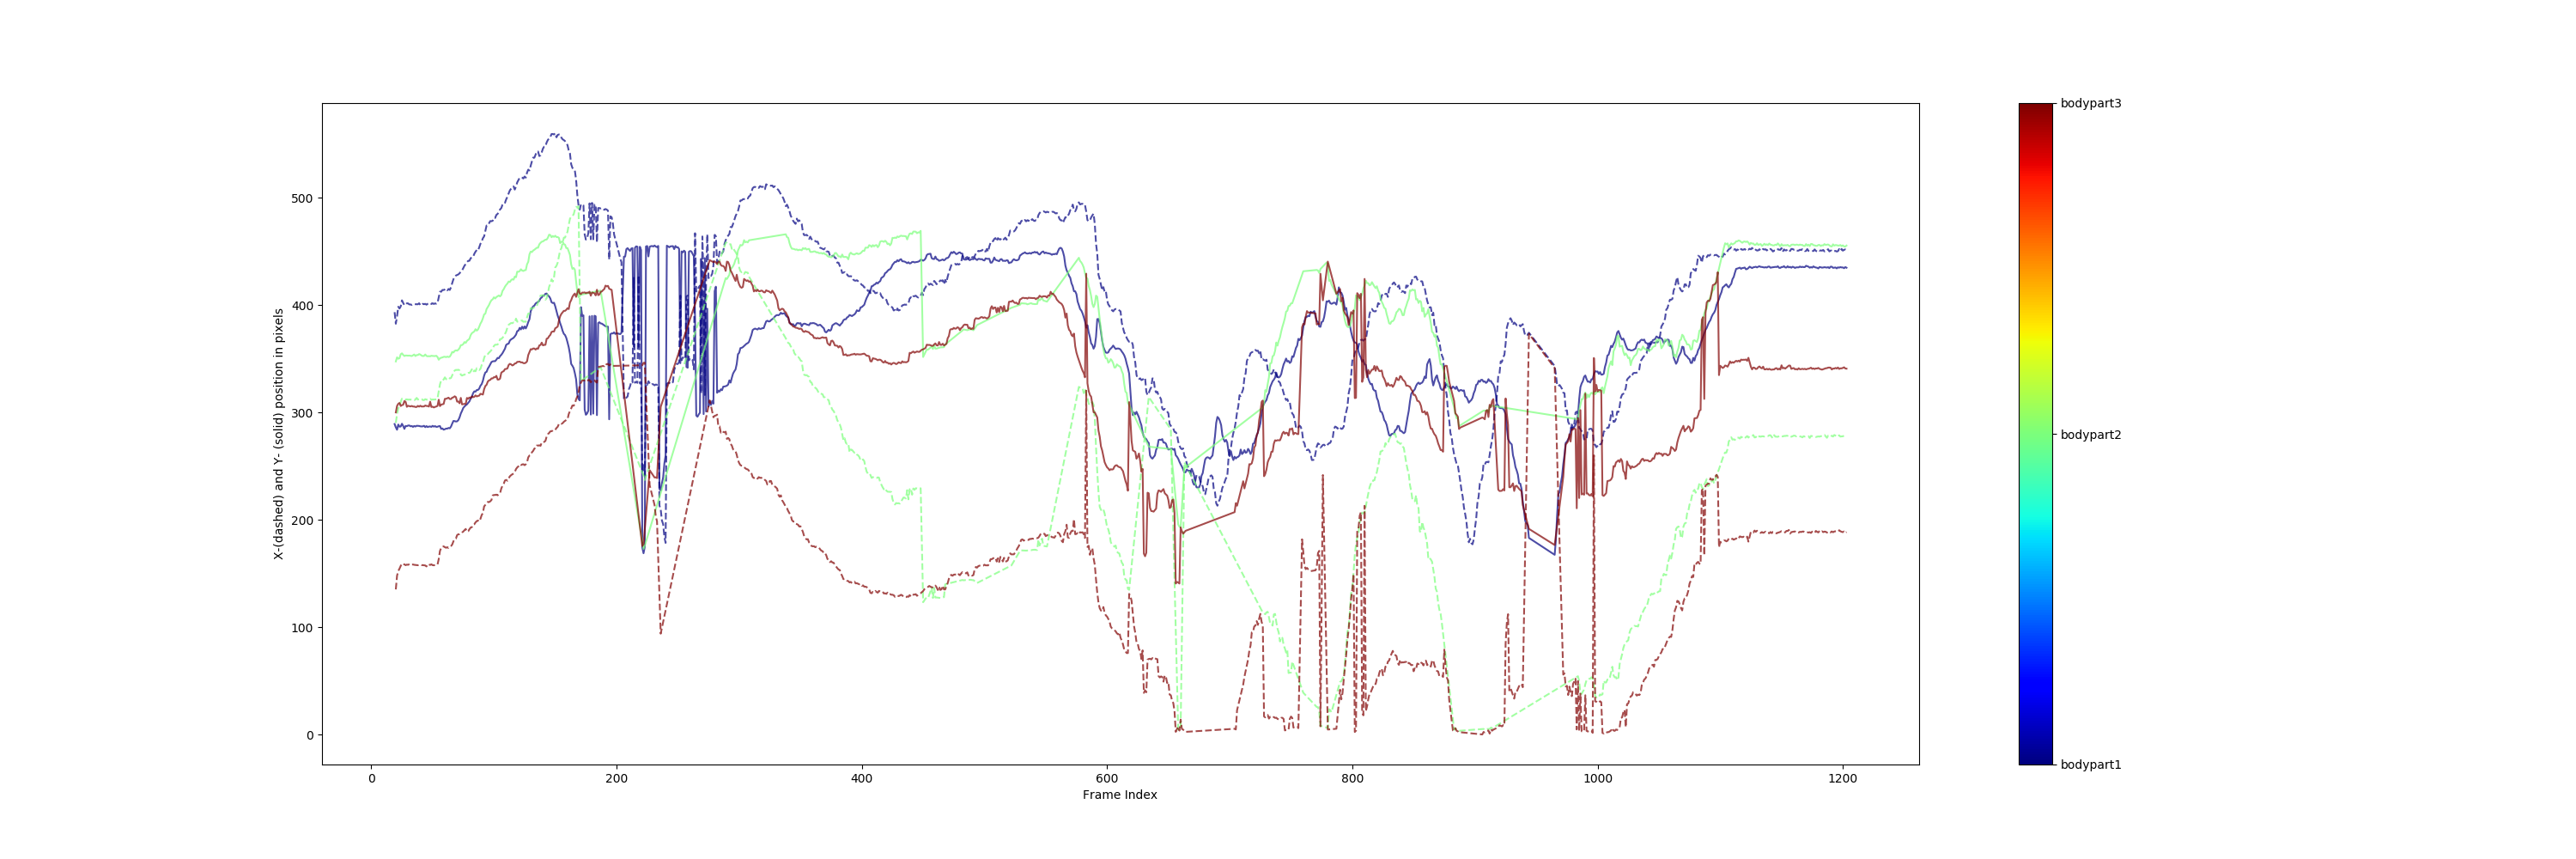 X-(dashed) and Y- (solid) position in pixels
500
400
300
200
100
0
0 200 400 600 800 1000 1200
Frame Index
bodypart3
bodypart2
bodypart1